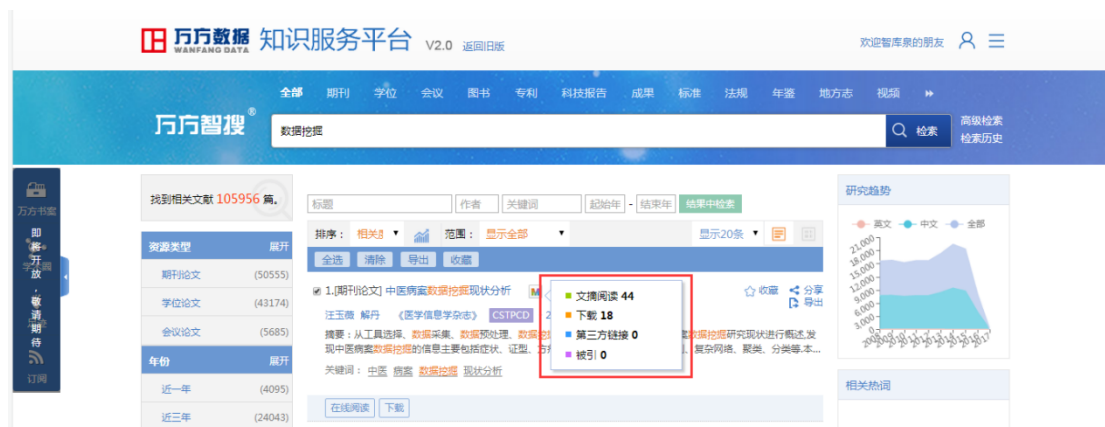 万方数据
WANFANG DATA
知识服务平台 V2.0 返回旧版
欢迎智库泉的朋友
全部 期刊 学位 会议 图书 专利 科技报告 成果 标准 法规 年鉴 地方志 视频
万方智搜®
数据挖掘
检索
高级检索
检索历史
万方书案
即将开放,敬请期待
订阅
找到相关文献 105956 篇。
标题 作者 关键词 起始年 - 结束年 结果中检索
排序: 相关 范围: 显示全部 显示20条
全选 清除 导出 收藏
资源类型 展开
期刊论文 (50555)
学位论文 (43174)
会议论文 (5685)
年份 展开
近一年 (4095)
近三年 (24043)
1.[期刊论文] 中医病案数据挖掘现状分析 M
收藏 分享
导出
汪玉薇 解丹 《医学信息学杂志》 CSTPCD 2
摘要:从工具选择、数据采集、数据预处理、数据挖 数据挖掘研究现状进行概述,发
现中医病案数据挖掘的信息主要包括症状、证型、方 复杂网络、聚类、分类等.本...
关键词: 中医 病案 数据挖掘 现状分析
在线阅读 下载
文摘阅读 44
下载 18
第三方链接 0
被引 0
研究趋势
英文 中文 全部
21,000
18,000
15,000
9,000
6,000
3,000
0
相关热词